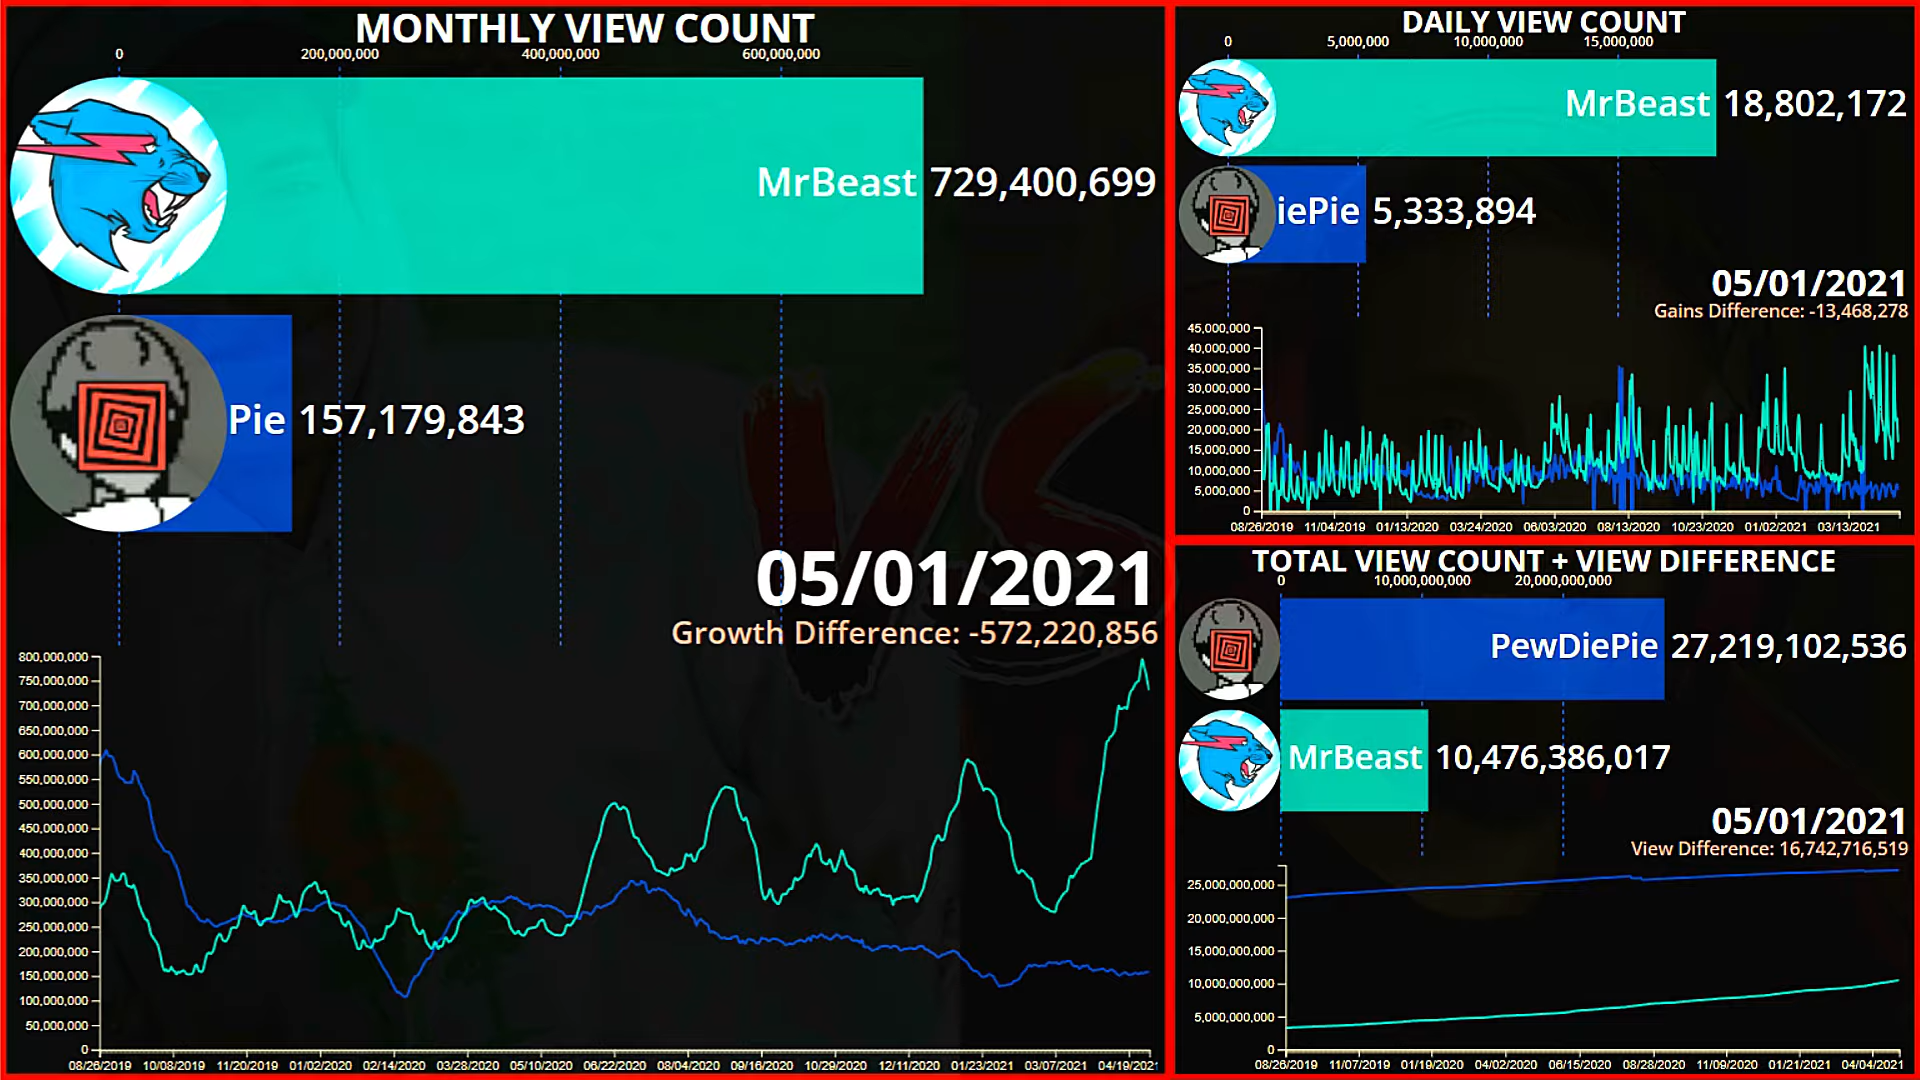 MONTHLY VIEW COUNT
0 200,000,000 400,000,000 600,000,000
MrBeast 729,400,699
Pie 157,179,843
VS
05/01/2021
Growth Difference: -572,220,856
800,000,000
750,000,000
700,000,000
650,000,000
600,000,000
550,000,000
500,000,000
450,000,000
400,000,000
350,000,000
300,000,000
250,000,000
200,000,000
150,000,000
100,000,000
50,000,000
0
08/26/2019 10/08/2019 11/20/2019 01/02/2020 02/14/2020 03/28/2020 05/10/2020 06/22/2020 08/04/2020 09/16/2020 10/29/2020 12/11/2020 01/23/2021 03/07/2021 04/19/2021
DAILY VIEW COUNT
0 5,000,000 10,000,000 15,000,000
MrBeast 18,802,172
iePie 5,333,894
05/01/2021
Gains Difference: -13,468,278
45,000,000
40,000,000
35,000,000
30,000,000
25,000,000
20,000,000
15,000,000
10,000,000
5,000,000
0
08/26/2019 11/04/2019 01/13/2020 03/24/2020 06/03/2020 08/13/2020 10/23/2020 01/02/2021 03/13/2021
TOTAL VIEW COUNT + VIEW DIFFERENCE
0 10,000,000,000 20,000,000,000
PewDiePie 27,219,102,536
MrBeast 10,476,386,017
05/01/2021
View Difference: 16,742,716,519
25,000,000,000
20,000,000,000
15,000,000,000
10,000,000,000
5,000,000,000
0
08/26/2019 11/07/2019 01/19/2020 04/02/2020 06/15/2020 08/28/2020 11/09/2020 01/21/2021 04/04/2021